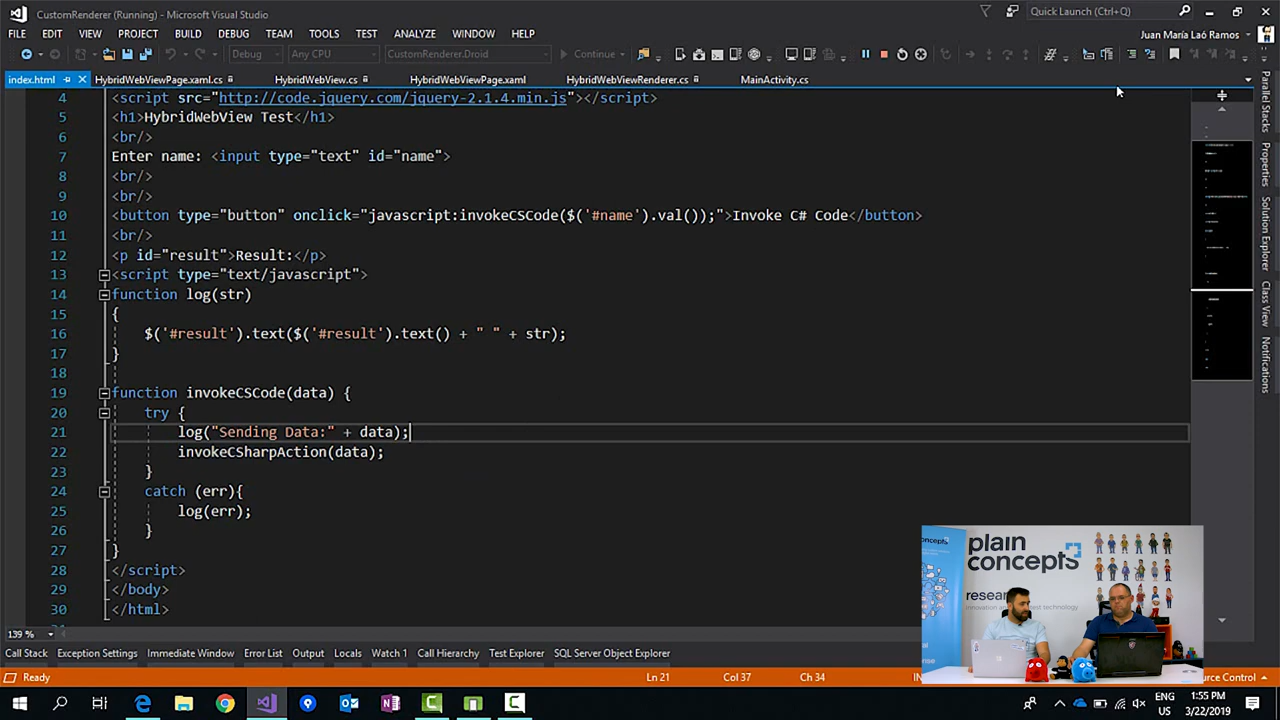 CustomRenderer (Running) - Microsoft Visual Studio
Quick Launch (Ctrl+Q)
FILE EDIT VIEW PROJECT BUILD DEBUG TEAM TOOLS TEST ANALYZE WINDOW HELP
Juan María Laó Ramos
Debug Any CPU CustomRenderer.Droid Continue
index.html HybridWebViewPage.xaml.cs HybridWebView.cs HybridWebViewPage.xaml HybridWebViewRenderer.cs MainActivity.cs
4 <script src="http://code.jquery.com/jquery-2.1.4.min.js"></script>
5 <h1>HybridWebView Test</h1>
6 <br/>
7 Enter name: <input type="text" id="name">
8 <br/>
9 <br/>
10 <button type="button" onclick="javascript:invokeCSCode($('#name').val());">Invoke C# Code</button>
11 <br/>
12 <p id="result">Result:</p>
13 <script type="text/javascript">
14 function log(str)
15 {
16 $('#result').text($('#result').text() + " " + str);
17 }
18
19 function invokeCSCode(data) {
20 try {
21 log("Sending Data:" + data);
22 invokeCSharpAction(data);
23 }
24 catch (err){
25 log(err);
26 }
27 }
28 </script>
29 </body>
30 </html>
Parallel Stacks
Properties
Solution Explorer
Class View
Notifications
plain
concepts
concepts
research
139 %
Call Stack Exception Settings Immediate Window Error List Output Locals Watch 1 Call Hierarchy Test Explorer SQL Server Object Explorer
Ready Ln 21 Col 37 Ch 34 IN
rce Control
ENG
US
1:55 PM
3/22/2019